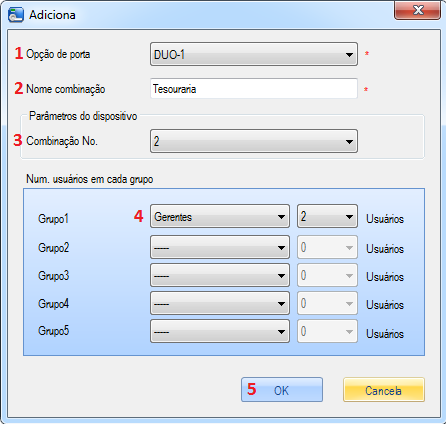 Adiciona
1 Opção de porta DUO-1 *
2 Nome combinação Tesouraria *
Parâmetros do dispositivo
3 Combinação No. 2
Num. usuários em cada grupo
Grupo1 4 Gerentes 2 Usuários
Grupo2 ----- 0 Usuários
Grupo3 ----- 0 Usuários
Grupo4 ----- 0 Usuários
Grupo5 ----- 0 Usuários
5 OK Cancela